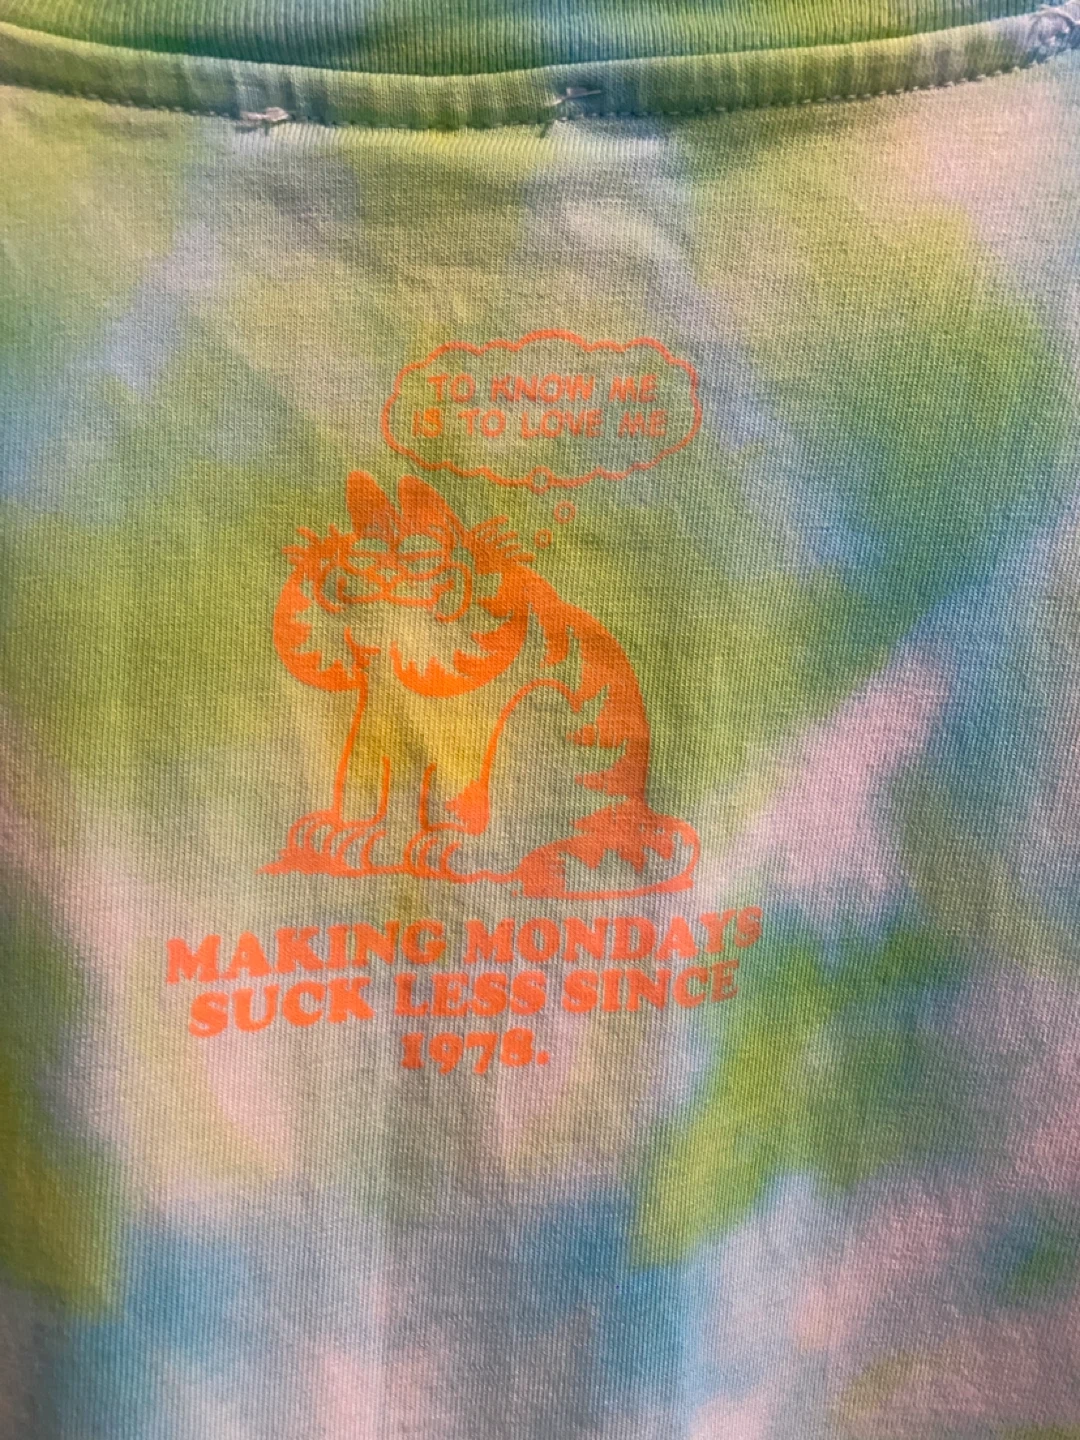 TO KNOW ME
IS TO LOVE ME
MAKING MONDAYS
SUCK LESS SINCE
1978.